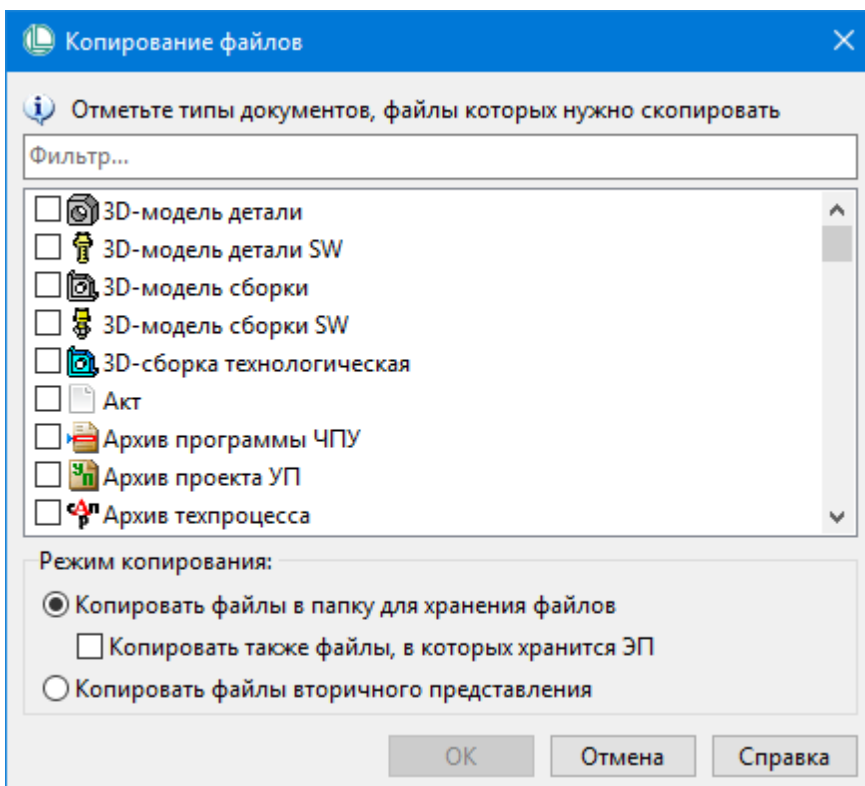 Копирование файлов
Отметьте типы документов, файлы которых нужно скопировать
Фильтр...
3D-модель детали
3D-модель детали SW
3D-модель сборки
3D-модель сборки SW
3D-сборка технологическая
Акт
Архив программы ЧПУ
Архив проекта УП
Архив техпроцесса
Режим копирования:
Копировать файлы в папку для хранения файлов
Копировать также файлы, в которых хранится ЭП
Копировать файлы вторичного представления
ОК Отмена Справка